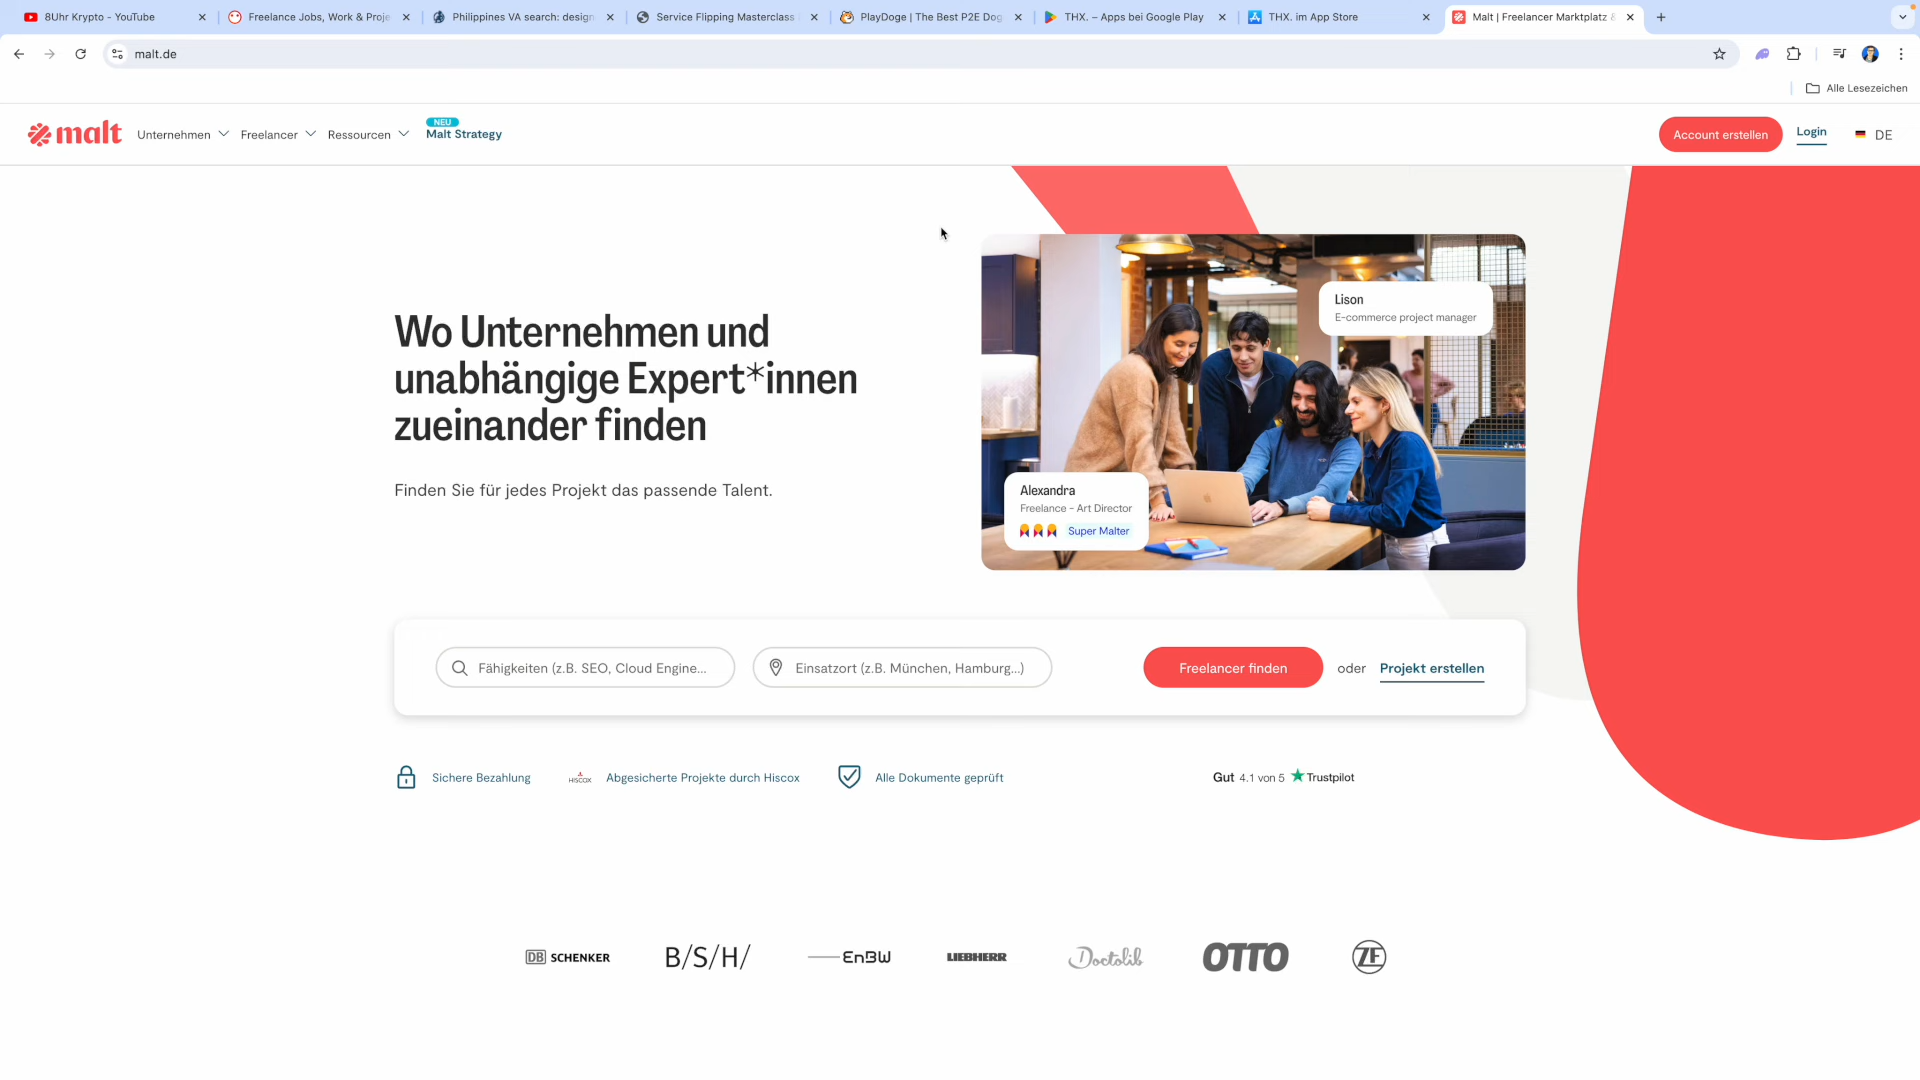 8Uhr Krypto - YouTube
Freelance Jobs, Work & Proje
Philippines VA search: design
Service Flipping Masterclass
PlayDoge | The Best P2E Dog
THX. – Apps bei Google Play
THX. im App Store
Malt | Freelancer Marktplatz &
malt.de
Alle Lesezeichen
malt
Unternehmen
Freelancer
Ressourcen
NEU
Malt Strategy
Account erstellen
Login
DE
Wo Unternehmen und
unabhängige Expert*innen
zueinander finden
Finden Sie für jedes Projekt das passende Talent.
Lison
E-commerce project manager
Alexandra
Freelance - Art Director
Super Malter
Fähigkeiten (z.B. SEO, Cloud Engine...
Einsatzort (z.B. München, Hamburg...)
Freelancer finden
oder
Projekt erstellen
Sichere Bezahlung
HISCOX
Abgesicherte Projekte durch Hiscox
Alle Dokumente geprüft
Gut 4.1 von 5 Trustpilot
DB SCHENKER
B/S/H/
EnBW
LIEBHERR
Doctolib
OTTO
ZF